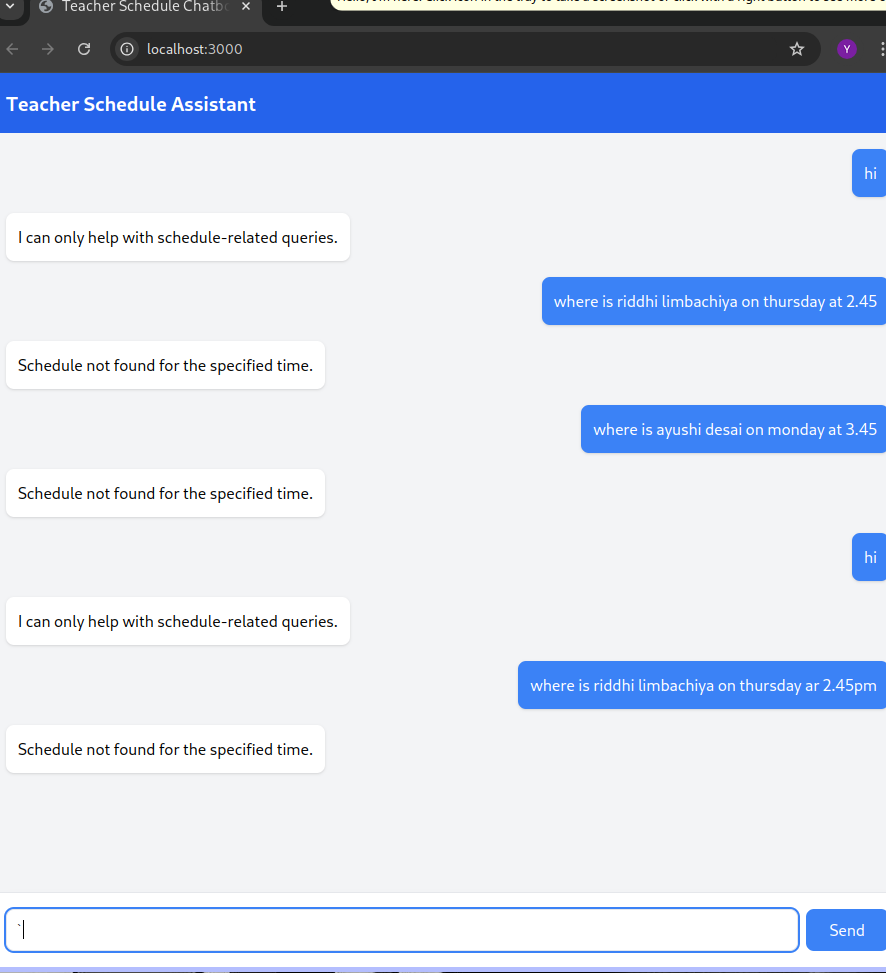 Teacher Schedule Chatb
localhost:3000
Y
Teacher Schedule Assistant
hi
I can only help with schedule-related queries.
where is riddhi limbachiya on thursday at 2.45
Schedule not found for the specified time.
where is ayushi desai on monday at 3.45
Schedule not found for the specified time.
hi
I can only help with schedule-related queries.
where is riddhi limbachiya on thursday ar 2.45pm
Schedule not found for the specified time.
`
Send